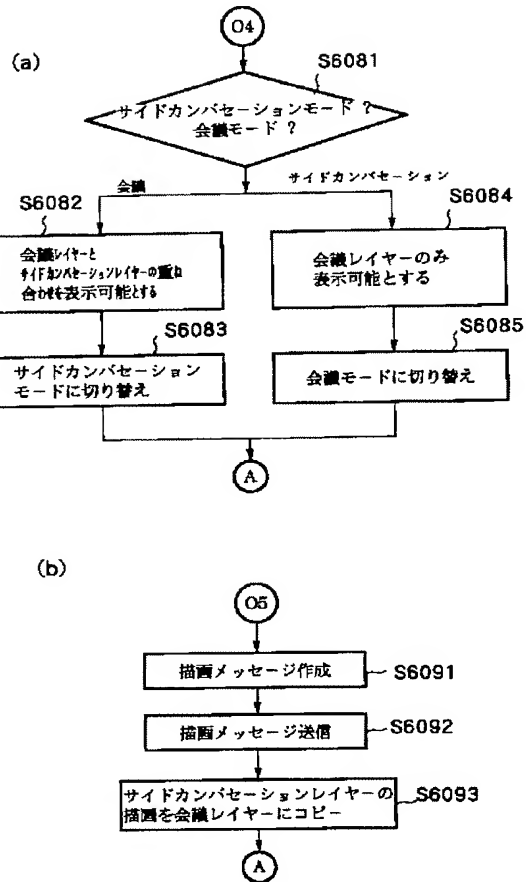 O4
(a)
S6081
サイドカンバセーションモード?
会議モード?
会議
サイドカンバセーション
S6082
会議レイヤーと
サイドカンバセーションレイヤーの重ね
合わせを表示可能とする
S6084
会議レイヤーのみ
表示可能とする
S6083
サイドカンバセーション
モードに切り替え
S6085
会議モードに切り替え
A
(b)
O5
描画メッセージ作成
S6091
描画メッセージ送信
S6092
サイドカンバセーションレイヤーの
描画を会議レイヤーにコピー
S6093
A